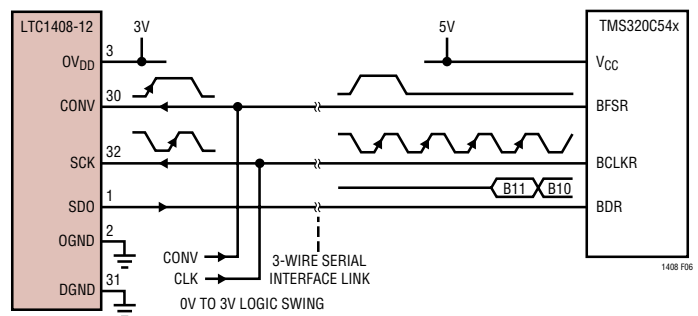 LTC1408-12
3V
5V
TMS320C54x
3
OVDD
VCC
30
CONV
BFSR
32
SCK
BCLKR
B11
B10
1
SDO
BDR
2
OGND
CONV
3-WIRE SERIAL
CLK
INTERFACE LINK
31
DGND
0V TO 3V LOGIC SWING
1408 F06